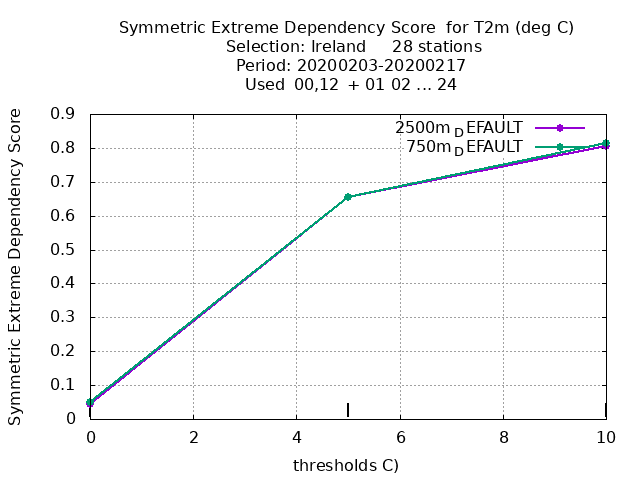 Symmetric Extreme Dependency Score for T2m (deg C)
Selection: Ireland 28 stations
Period: 20200203-20200217
Used 00,12 + 01 02 ... 24
Symmetric Extreme Dependency Score
0.9
0.8
0.7
0.6
0.5
0.4
0.3
0.2
0.1
0
2500m_DEFAULT
750m_DEFAULT
0 2 4 6 8 10
thresholds C)